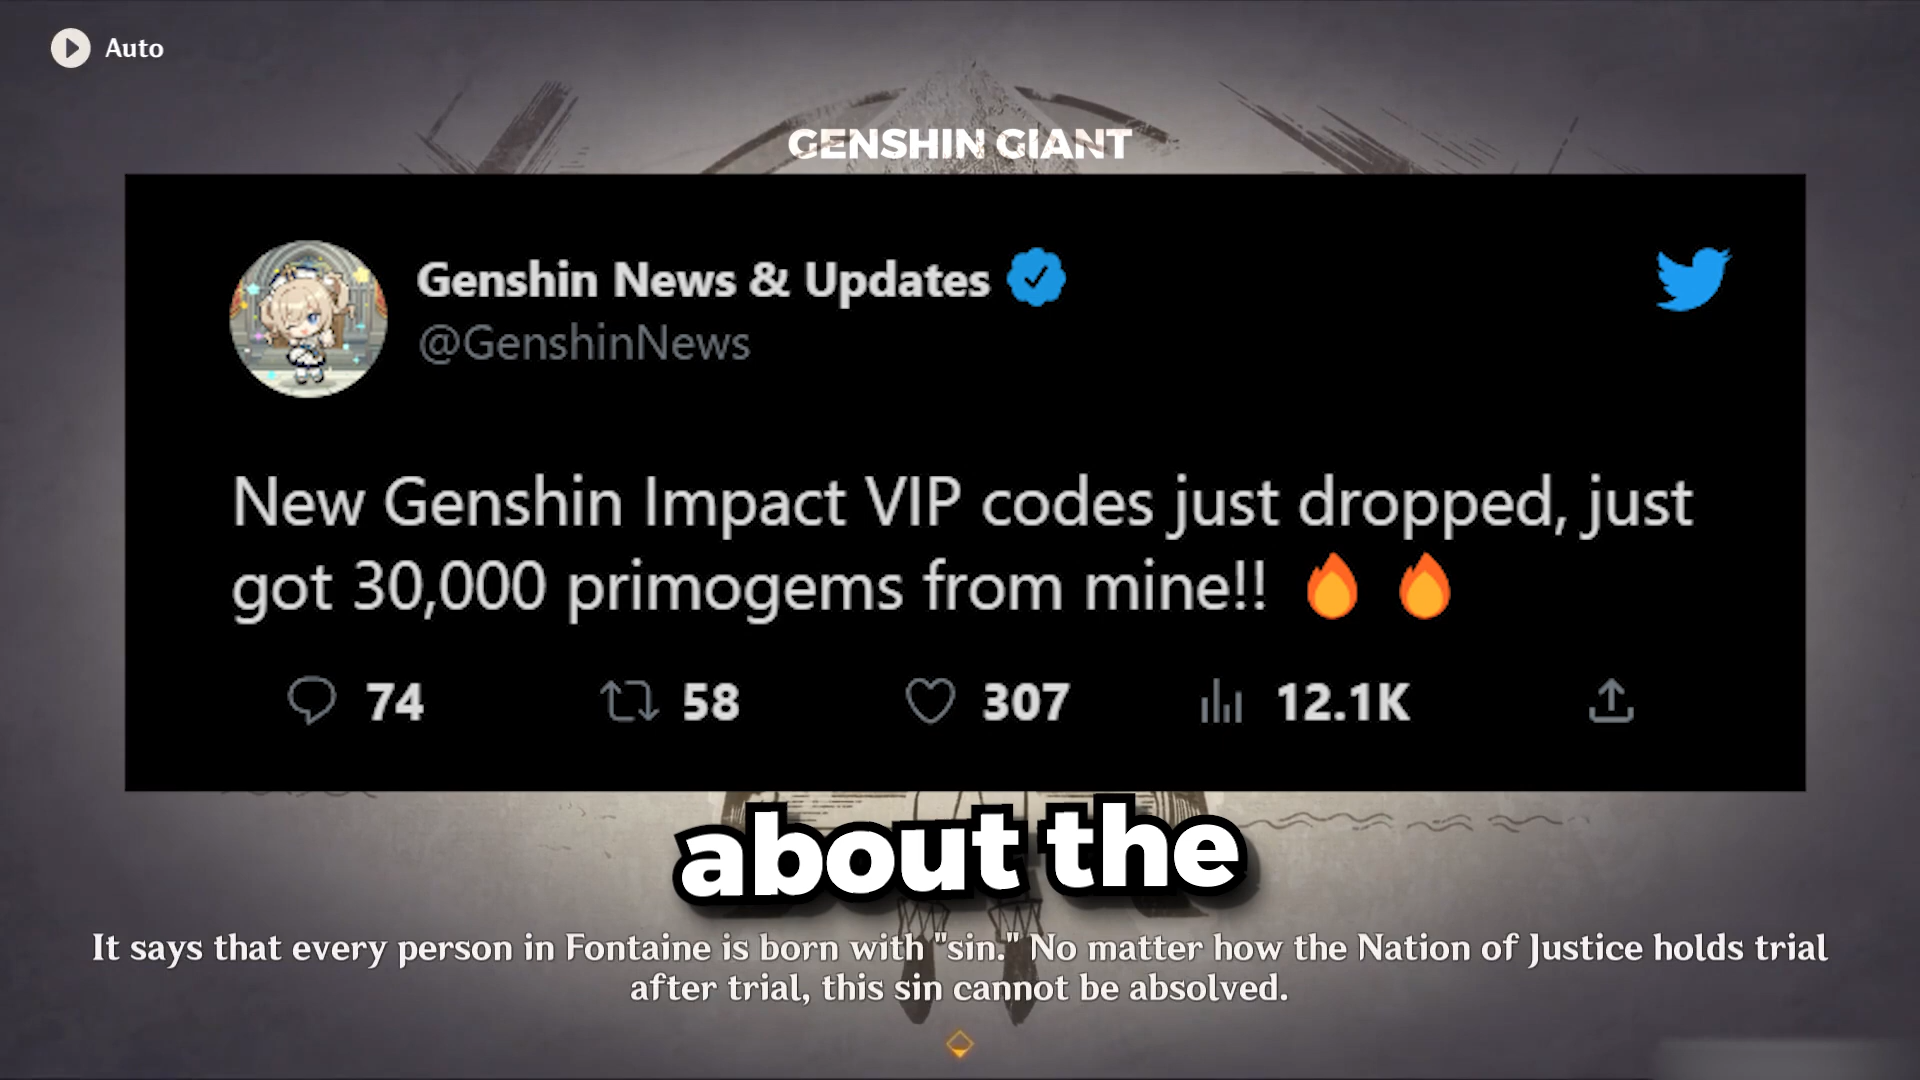 Auto
GENSHIN GIANT
Genshin News & Updates
@GenshinNews
New Genshin Impact VIP codes just dropped, just
got 30,000 primogems from mine!! 🔥 🔥
74 58 307 12.1K
about the
It says that every person in Fontaine is born with "sin." No matter how the Nation of Justice holds trial
after trial, this sin cannot be absolved.